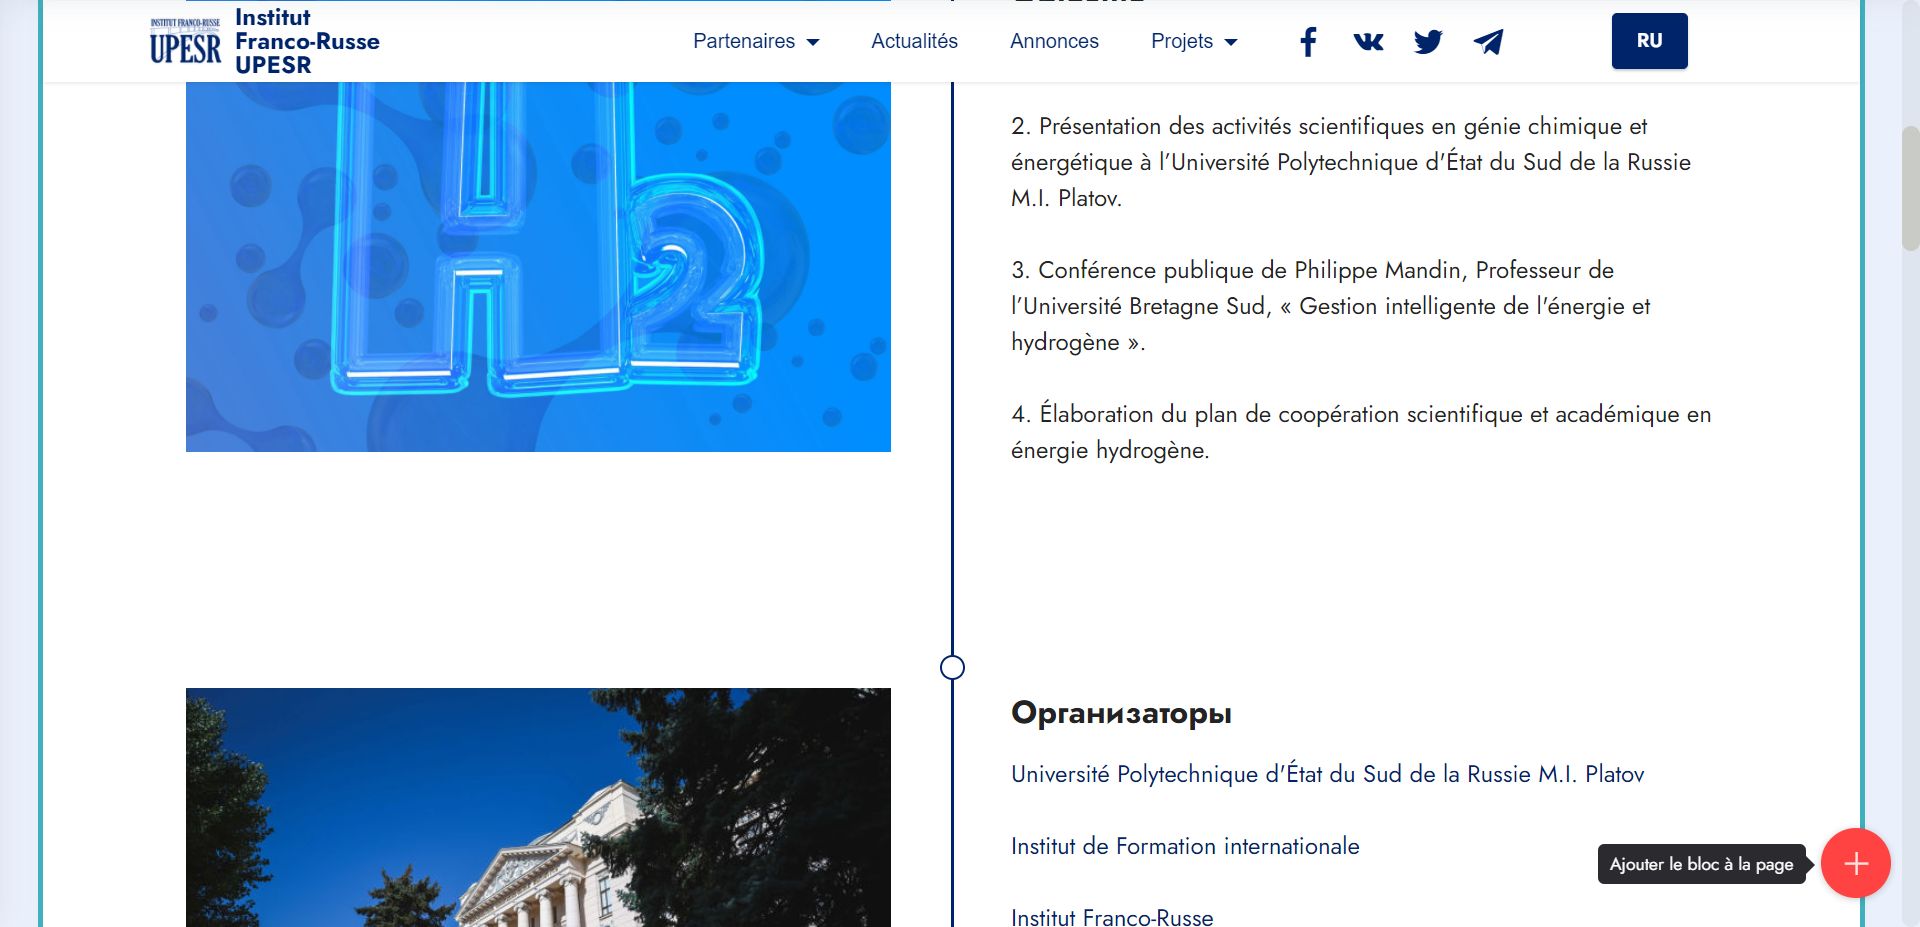 INSTITUT FRANCO-RUSSE
UPESR
Institut
Franco-Russe
UPESR
Partenaires
Actualités
Annonces
Projets
RU
H2
2. Présentation des activités scientifiques en génie chimique et
énergétique à l’Université Polytechnique d'État du Sud de la Russie
M.I. Platov.
3. Conférence publique de Philippe Mandin, Professeur de
l’Université Bretagne Sud, « Gestion intelligente de l'énergie et
hydrogène ».
4. Élaboration du plan de coopération scientifique et académique en
énergie hydrogène.
Организаторы
Université Polytechnique d'État du Sud de la Russie M.I. Platov
Institut de Formation internationale
Ajouter le bloc à la page
Institut Franco-Russe